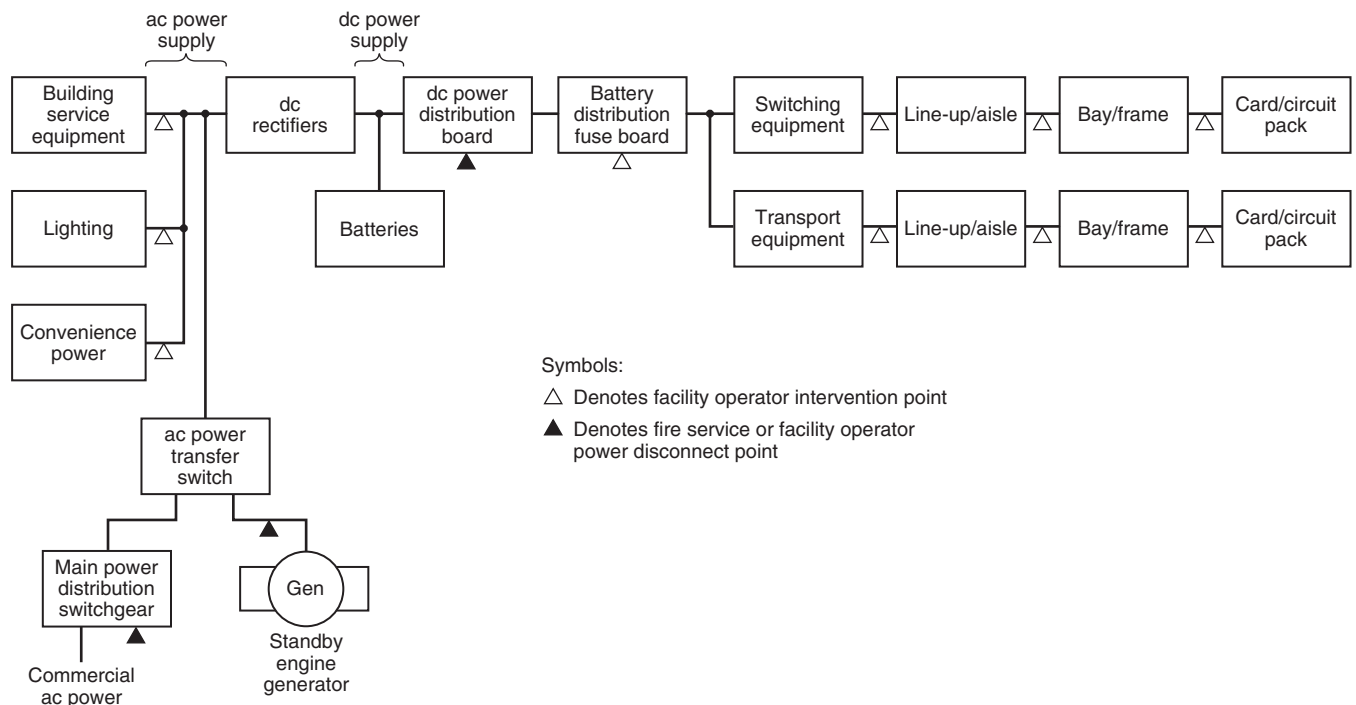 ac power
supply
dc power
supply
Building
service
equipment
dc
rectifiers
dc power
distribution
board
Battery
distribution
fuse board
Switching
equipment
Line-up/aisle
Bay/frame
Card/circuit
pack
Lighting
Batteries
Transport
equipment
Line-up/aisle
Bay/frame
Card/circuit
pack
Convenience
power
Symbols:
Denotes facility operator intervention point
Denotes fire service or facility operator
power disconnect point
ac power
transfer
switch
Main power
distribution
switchgear
Gen
Standby
engine
generator
Commercial
ac power